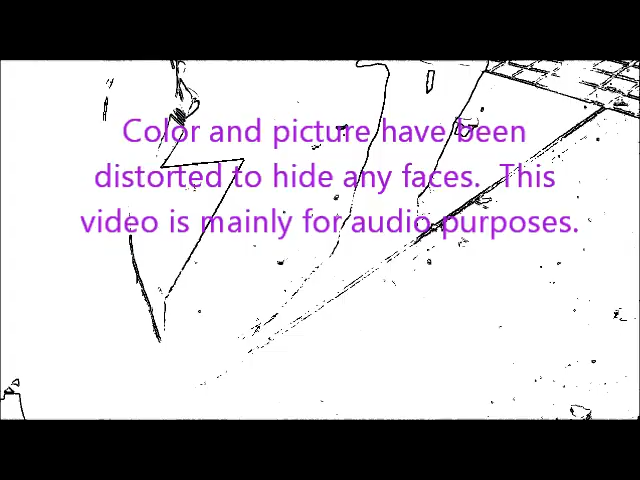 Color and picture have been
distorted to hide any faces.  This
video is mainly for audio purposes.